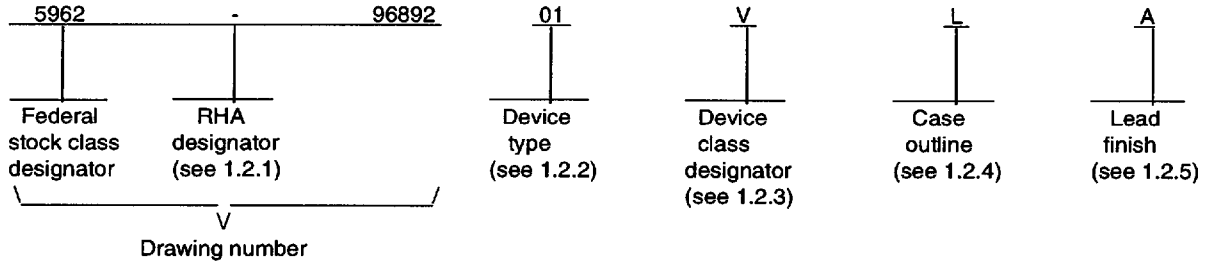 5962 - 96892 01 V L A
Federal stock class designator
RHA designator (see 1.2.1)
Device type (see 1.2.2)
Device class designator (see 1.2.3)
Case outline (see 1.2.4)
Lead finish (see 1.2.5)
\ / 
V
Drawing number